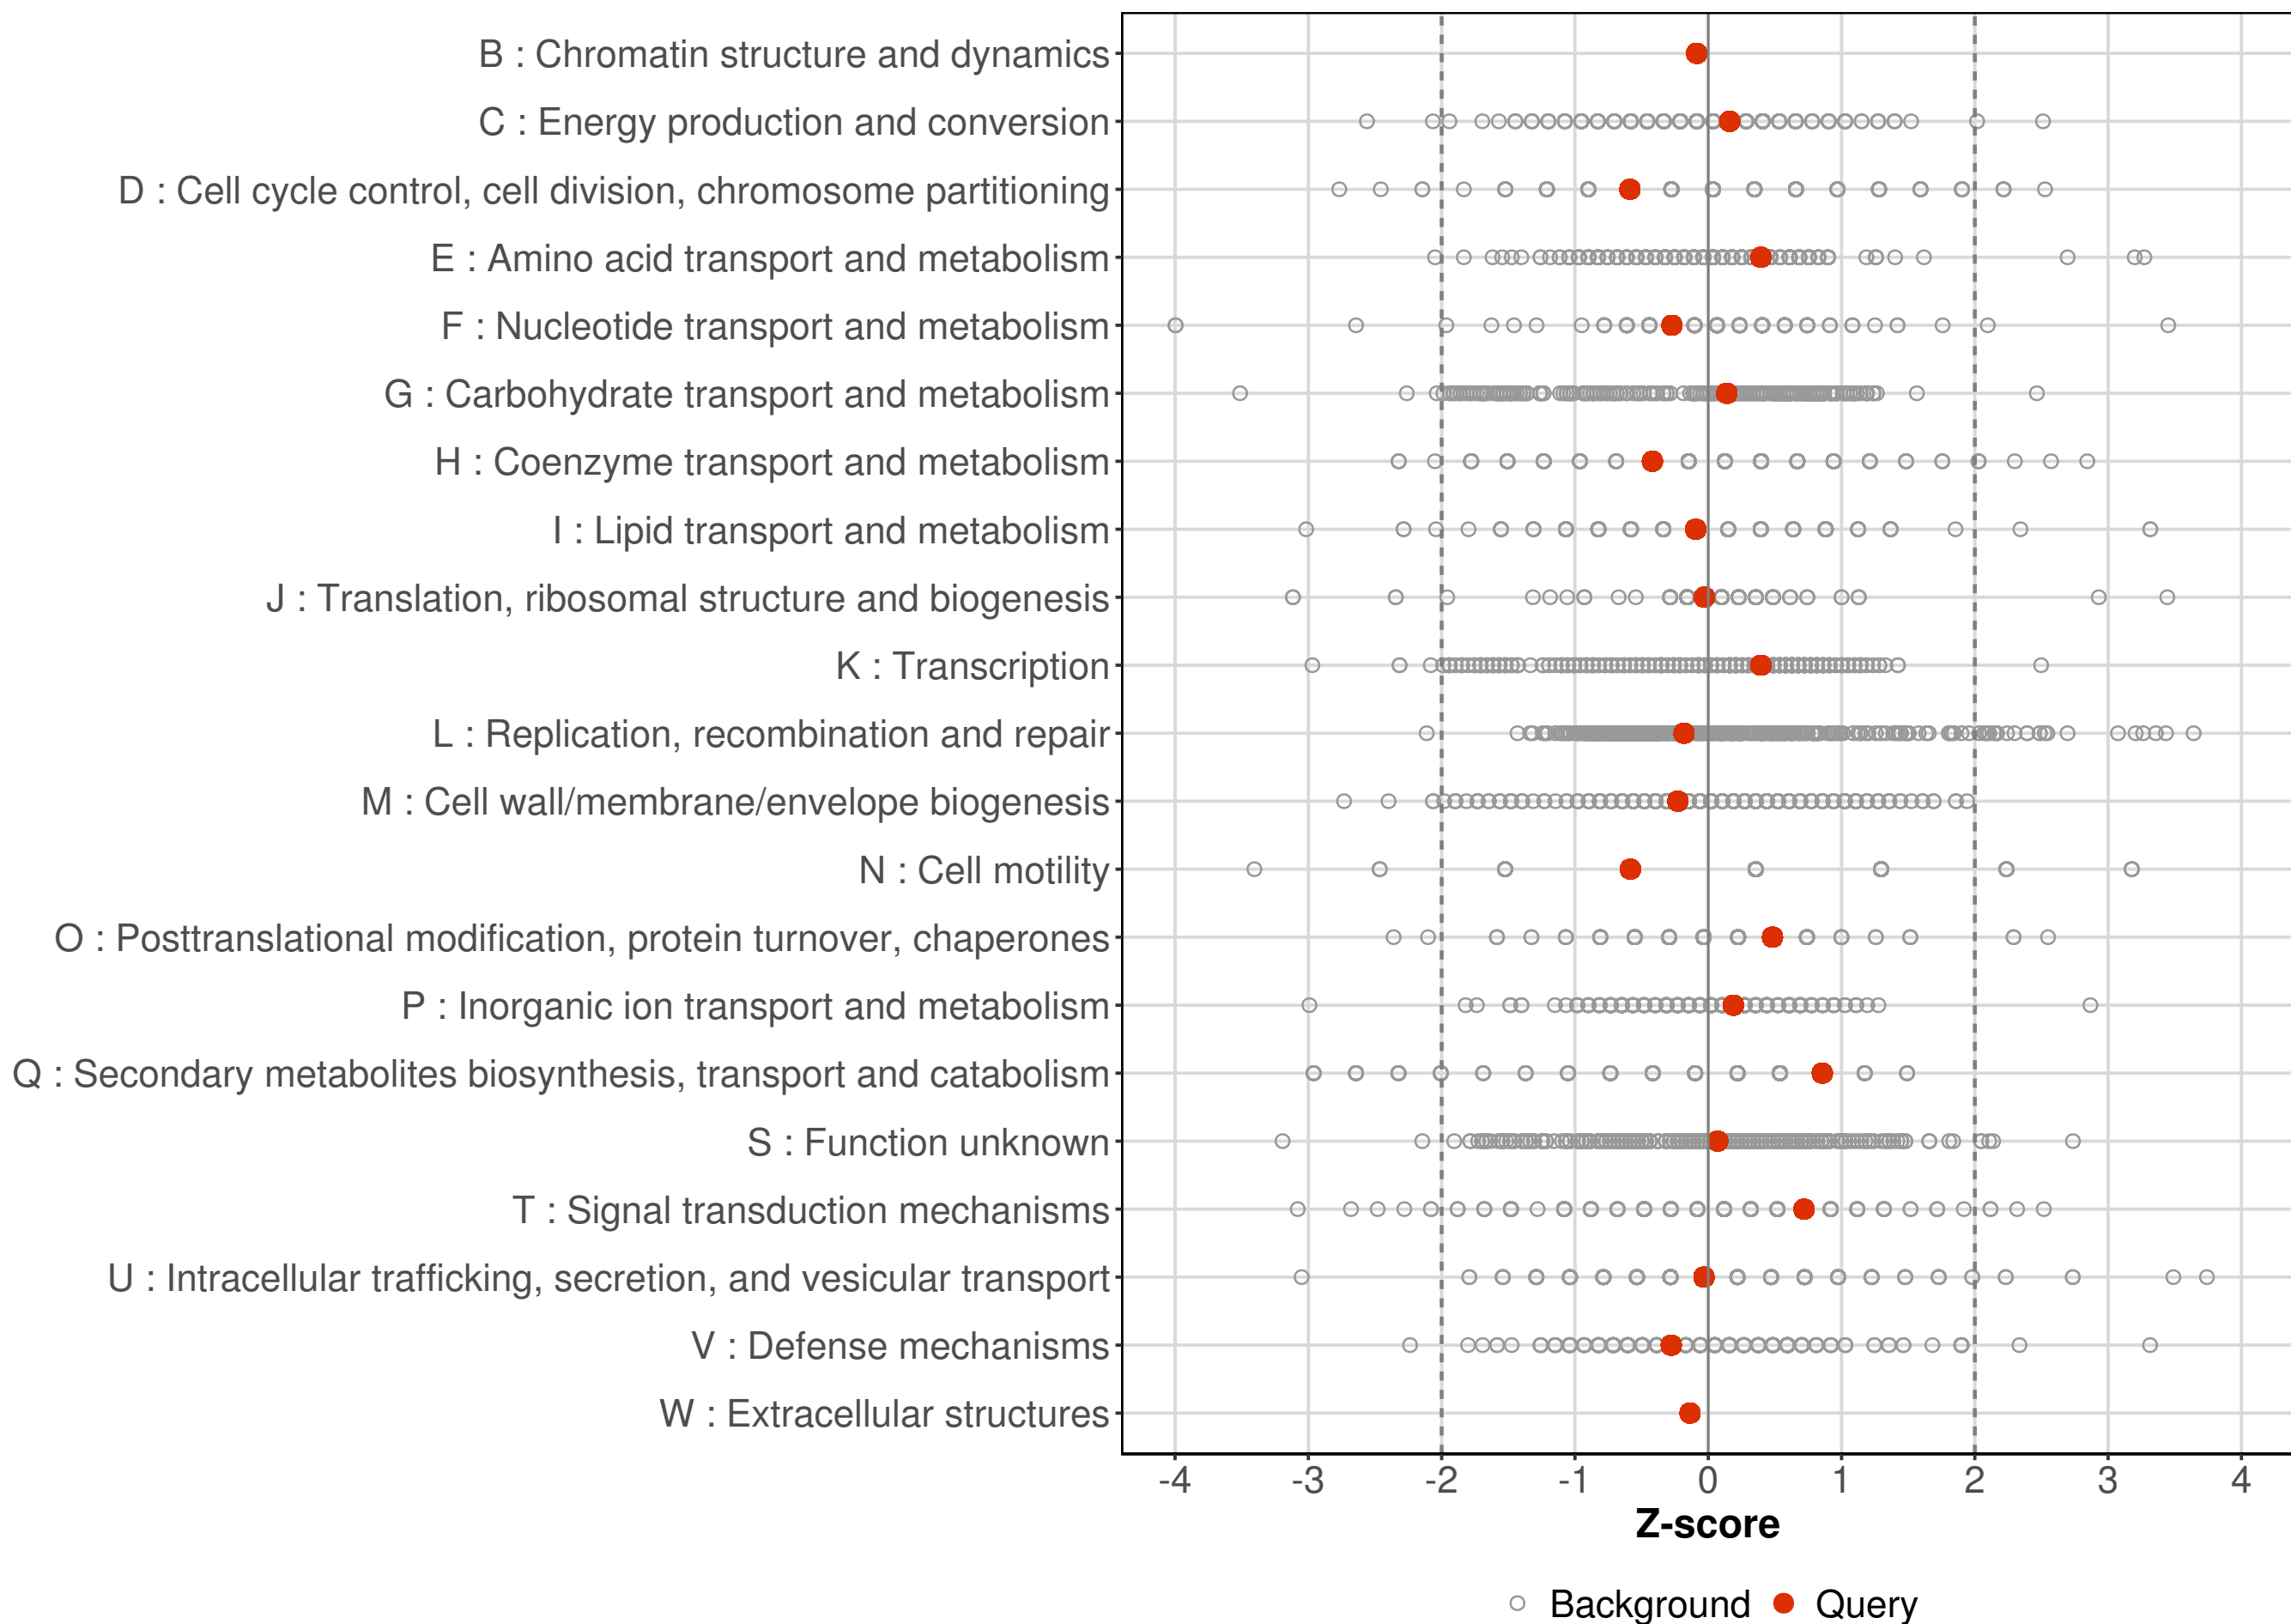 B : Chromatin structure and dynamics
C : Energy production and conversion
D : Cell cycle control, cell division, chromosome partitioning
E : Amino acid transport and metabolism
F : Nucleotide transport and metabolism
G : Carbohydrate transport and metabolism
H : Coenzyme transport and metabolism
I : Lipid transport and metabolism
J : Translation, ribosomal structure and biogenesis
K : Transcription
L : Replication, recombination and repair
M : Cell wall/membrane/envelope biogenesis
N : Cell motility
O : Posttranslational modification, protein turnover, chaperones
P : Inorganic ion transport and metabolism
Q : Secondary metabolites biosynthesis, transport and catabolism
S : Function unknown
T : Signal transduction mechanisms
U : Intracellular trafficking, secretion, and vesicular transport
V : Defense mechanisms
W : Extracellular structures
-4 -3 -2 -1 0 1 2 3 4
Z-score
Background Query